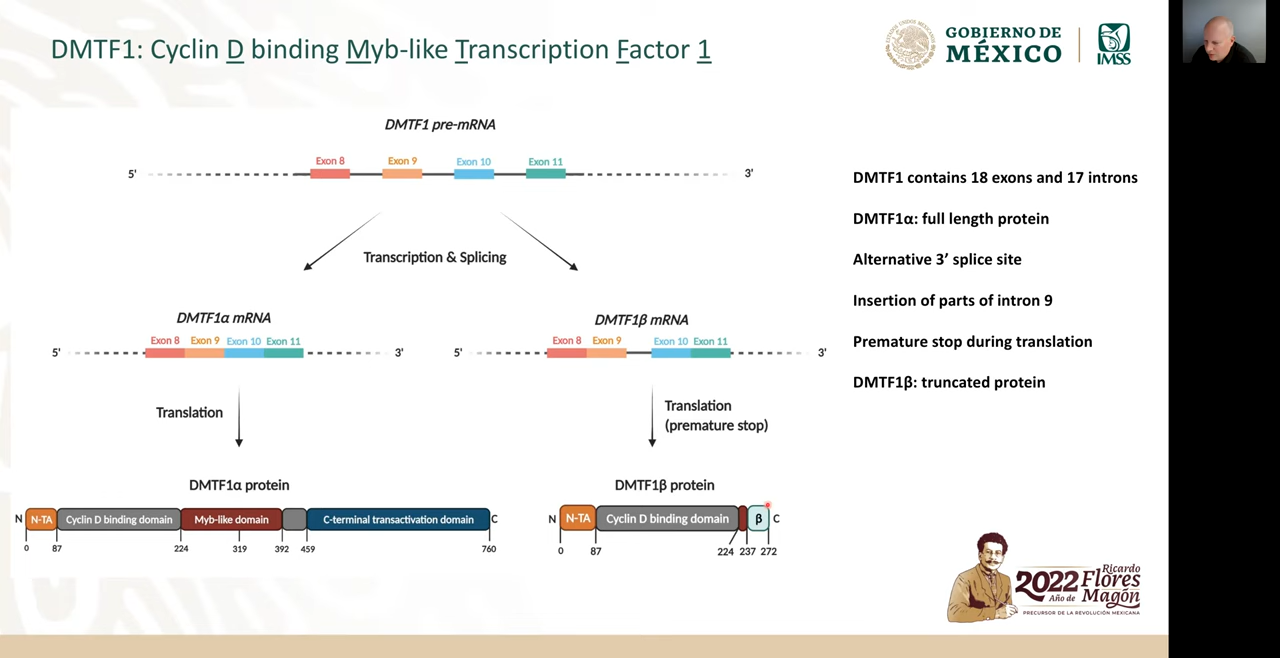 DMTF1: Cyclin D binding Myb-like Transcription Factor 1
GOBIERNO DE
MÉXICO
IMSS
DMTF1 pre-mRNA
Exon 8 Exon 9 Exon 10 Exon 11
5' 3'
Transcription & Splicing
DMTF1α mRNA
Exon 8 Exon 9 Exon 10 Exon 11
5' 3'
DMTF1β mRNA
Exon 8 Exon 9 Exon 10 Exon 11
5' 3'
Translation
Translation
(premature stop)
DMTF1α protein
N N-TA Cyclin D binding domain Myb-like domain C-terminal transactivation domain C
0 87 224 319 392 459 760
DMTF1β protein
N N-TA Cyclin D binding domain β C
0 87 224 237 272
DMTF1 contains 18 exons and 17 introns
DMTF1α: full length protein
Alternative 3’ splice site
Insertion of parts of intron 9
Premature stop during translation
DMTF1β: truncated protein
2022 Ricardo
Año de Flores
Magón
PRECURSOR DE LA REVOLUCIÓN MEXICANA